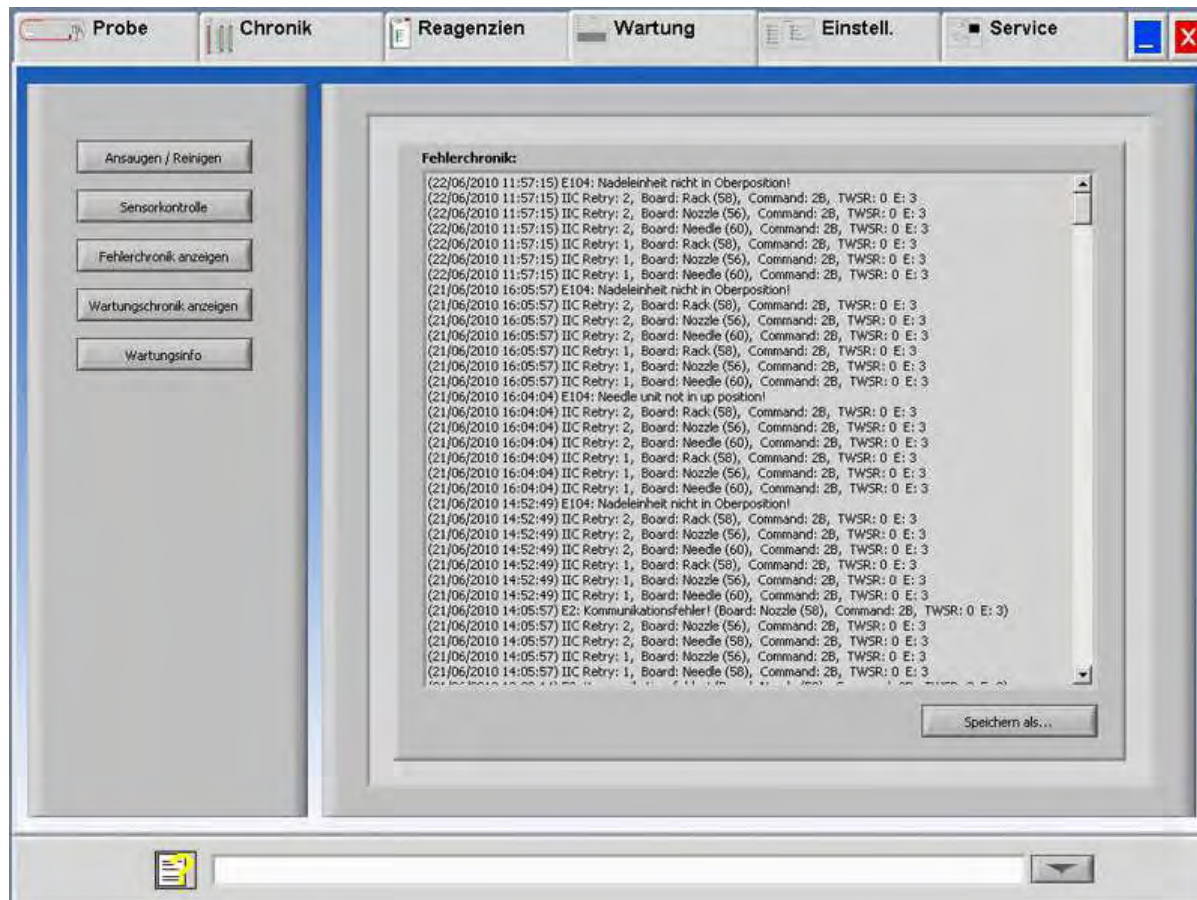 Probe
Chronik
Reagenzien
Wartung
Einstell.
Service
Ansaugen / Reinigen
Sensorkontrolle
Fehlerchronik anzeigen
Wartungschronik anzeigen
Wartungsinfo
Fehlerchronik:
(22/06/2010 11:57:15) E104: Nadeleinheit nicht in Oberposition!
(22/06/2010 11:57:15) IIC Retry: 2, Board: Rack (58), Command: 2B, TWSR: 0 E: 3
(22/06/2010 11:57:15) IIC Retry: 2, Board: Nozzle (56), Command: 2B, TWSR: 0 E: 3
(22/06/2010 11:57:15) IIC Retry: 2, Board: Needle (60), Command: 2B, TWSR: 0 E: 3
(22/06/2010 11:57:15) IIC Retry: 1, Board: Rack (58), Command: 2B, TWSR: 0 E: 3
(22/06/2010 11:57:15) IIC Retry: 1, Board: Nozzle (56), Command: 2B, TWSR: 0 E: 3
(22/06/2010 11:57:15) IIC Retry: 1, Board: Needle (60), Command: 2B, TWSR: 0 E: 3
(21/06/2010 16:05:57) E104: Nadeleinheit nicht in Oberposition!
(21/06/2010 16:05:57) IIC Retry: 2, Board: Rack (58), Command: 2B, TWSR: 0 E: 3
(21/06/2010 16:05:57) IIC Retry: 2, Board: Nozzle (56), Command: 2B, TWSR: 0 E: 3
(21/06/2010 16:05:57) IIC Retry: 2, Board: Needle (60), Command: 2B, TWSR: 0 E: 3
(21/06/2010 16:05:57) IIC Retry: 1, Board: Rack (58), Command: 2B, TWSR: 0 E: 3
(21/06/2010 16:05:57) IIC Retry: 1, Board: Nozzle (56), Command: 2B, TWSR: 0 E: 3
(21/06/2010 16:05:57) IIC Retry: 1, Board: Needle (60), Command: 2B, TWSR: 0 E: 3
(21/06/2010 16:04:04) E104: Needle unit not in up position!
(21/06/2010 16:04:04) IIC Retry: 2, Board: Rack (58), Command: 2B, TWSR: 0 E: 3
(21/06/2010 16:04:04) IIC Retry: 2, Board: Nozzle (56), Command: 2B, TWSR: 0 E: 3
(21/06/2010 16:04:04) IIC Retry: 2, Board: Needle (60), Command: 2B, TWSR: 0 E: 3
(21/06/2010 16:04:04) IIC Retry: 1, Board: Rack (58), Command: 2B, TWSR: 0 E: 3
(21/06/2010 16:04:04) IIC Retry: 1, Board: Nozzle (56), Command: 2B, TWSR: 0 E: 3
(21/06/2010 16:04:04) IIC Retry: 1, Board: Needle (60), Command: 2B, TWSR: 0 E: 3
(21/06/2010 14:52:49) E104: Nadeleinheit nicht in Oberposition!
(21/06/2010 14:52:49) IIC Retry: 2, Board: Rack (58), Command: 2B, TWSR: 0 E: 3
(21/06/2010 14:52:49) IIC Retry: 2, Board: Nozzle (56), Command: 2B, TWSR: 0 E: 3
(21/06/2010 14:52:49) IIC Retry: 2, Board: Needle (60), Command: 2B, TWSR: 0 E: 3
(21/06/2010 14:52:49) IIC Retry: 1, Board: Rack (58), Command: 2B, TWSR: 0 E: 3
(21/06/2010 14:52:49) IIC Retry: 1, Board: Nozzle (56), Command: 2B, TWSR: 0 E: 3
(21/06/2010 14:52:49) IIC Retry: 1, Board: Needle (60), Command: 2B, TWSR: 0 E: 3
(21/06/2010 14:05:57) E2: Kommunikationsfehler! (Board: Nozzle (58), Command: 2B, TWSR: 0 E: 3)
(21/06/2010 14:05:57) IIC Retry: 2, Board: Nozzle (56), Command: 2B, TWSR: 0 E: 3
(21/06/2010 14:05:57) IIC Retry: 2, Board: Needle (58), Command: 2B, TWSR: 0 E: 3
(21/06/2010 14:05:57) IIC Retry: 1, Board: Nozzle (56), Command: 2B, TWSR: 0 E: 3
(21/06/2010 14:05:57) IIC Retry: 1, Board: Needle (58), Command: 2B, TWSR: 0 E: 3
Speichern als...